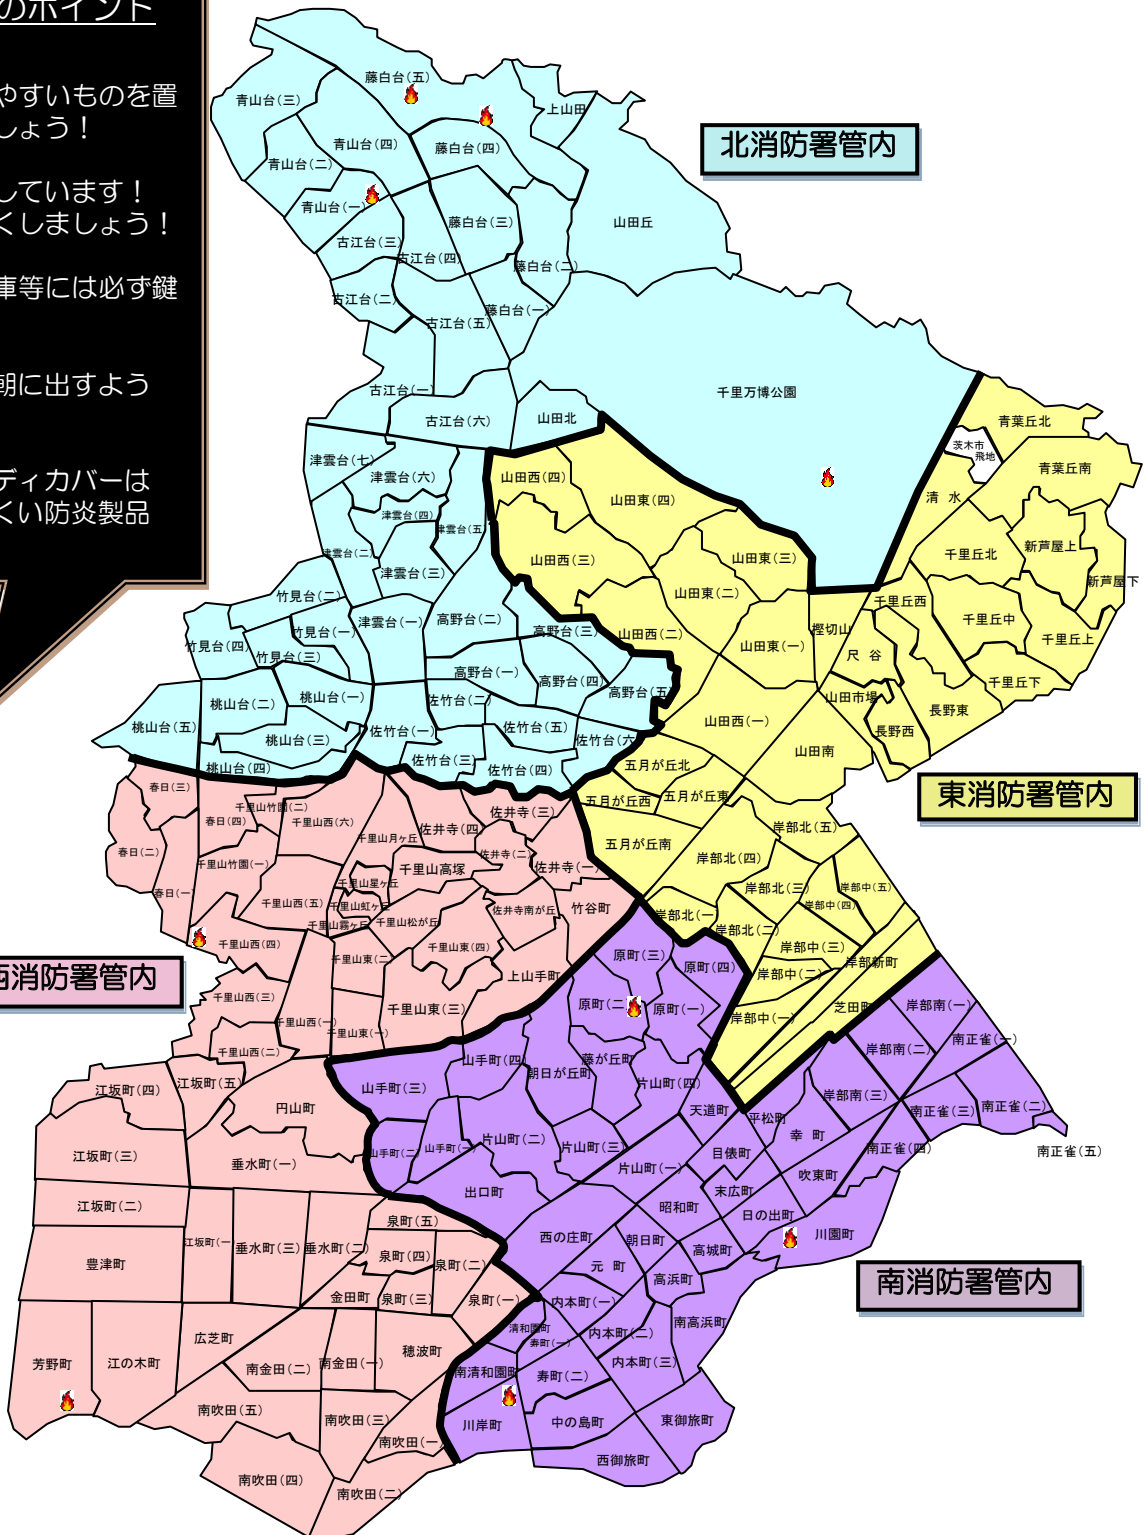 のポイント
やすいものを置
しょう！
しています！
くしましょう！
庫等には必ず鍵
朝に出すよう
ディカバーは
くい防炎製品
北消防署管内
藤白台(五)
青山台(三)
上山田
青山台(四)
藤白台(四)
青山台(二)
青山台(一)
藤白台(三)
山田丘
古江台(三)
古江台(四)
藤白台(二)
古江台(二)
藤白台(一)
古江台(五)
古江台(一)
千里万博公園
古江台(六)
山田北
青葉丘北
茨木市
飛地
津雲台(七)
津雲台(六)
山田西(四)
青葉丘南
山田東(四)
清水
津雲台(四)
津雲台(五)
津雲台(二)
山田西(三)
山田東(三)
千里丘北
新芦屋上
津雲台(三)
新芦屋下
竹見台(二)
山田東(二)
千里丘西
津雲台(一)
高野台(二)
高野台(三)
山田西(二)
樫切山
千里丘中
竹見台(一)
竹見台(四)
竹見台(三)
山田東(一)
尺谷
千里丘上
高野台(一)
高野台(四)
高野台(五)
千里丘下
桃山台(二)
桃山台(一)
佐竹台(二)
山田市場
長野東
桃山台(五)
桃山台(三)
佐竹台(一)
佐竹台(五)
佐竹台(六)
山田西(一)
長野西
桃山台(四)
佐竹台(三)
佐竹台(四)
五月が丘北
山田南
東消防署管内
春日(三)
千里山竹園(二)
五月が丘西
五月が丘東
春日(四)
千里山西(六)
佐井寺(三)
千里山月ヶ丘
佐井寺(四)
岸部北(五)
春日(二)
千里山竹園(一)
佐井寺(二)
五月が丘南
岸部北(四)
千里山高塚
佐井寺(一)
千里山星ヶ丘
春日(一)
岸部北(三)
岸部中(五)
千里山西(五)
千里山虹ヶ丘
佐井寺南が丘
竹谷町
岸部中(四)
千里山霧ヶ丘
千里山松が丘
岸部北(一)
岸部北(二)
千里山西(四)
千里山東(四)
岸部中(三)
西消防署管内
千里山東(二)
原町(三)
原町(四)
岸部新町
上山手町
岸部中(二)
千里山西(三)
千里山東(三)
原町(二)
原町(一)
岸部中(一)
芝田町
岸部南(一)
千里山西(一)
千里山東(一)
南正雀(一)
千里山西(二)
山手町(四)
藤が丘町
岸部南(二)
江坂町(四)
江坂町(五)
山手町(三)
朝日が丘町
片山町(四)
岸部南(三)
円山町
天道町
平松町
南正雀(三)
南正雀(二)
江坂町(三)
垂水町(一)
山手町(二)
山手町(一)
片山町(二)
片山町(三)
目俵町
幸町
南正雀(四)
南正雀(五)
片山町(一)
吹東町
出口町
末広町
江坂町(二)
昭和町
日の出町
泉町(五)
西の庄町
朝日町
高城町
川園町
江坂町(一
垂水町(三)
垂水町(二)
泉町(四)
泉町(二)
豊津町
元町
高浜町
南消防署管内
金田町
泉町(三)
泉町(一)
内本町(一)
広芝町
清和園町
寿町(一)
内本町(二)
南高浜町
穂波町
芳野町
江の木町
南金田(二)
南金田(一)
南清和園町
寿町(二)
内本町(三)
南吹田(五)
南吹田(三)
川岸町
中の島町
東御旅町
南吹田(一)
西御旅町
南吹田(四)
南吹田(二)